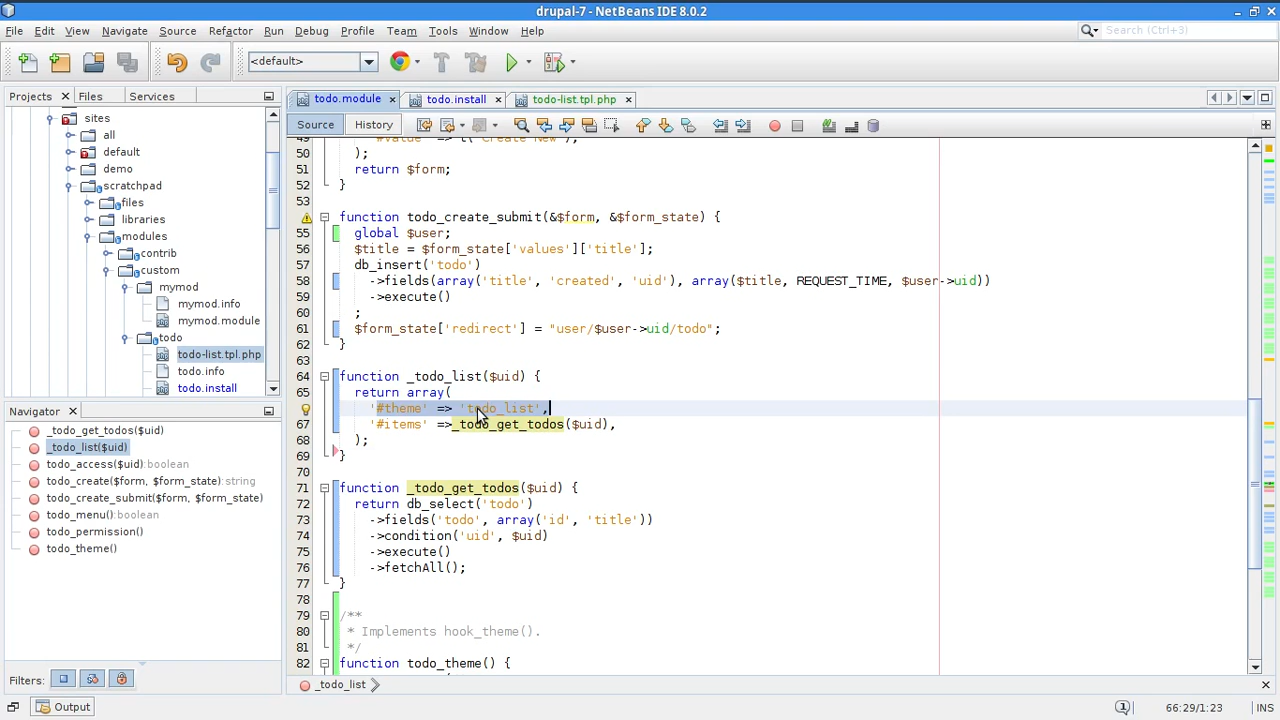 drupal-7 - NetBeans IDE 8.0.2
File Edit View Navigate Source Refactor Run Debug Profile Team Tools Window Help
Search (Ctrl+3)
<default>
Projects Files Services
todo.module todo.install todo-list.tpl.php
Source History
sites
all
default
demo
scratchpad
files
libraries
modules
contrib
custom
mymod
mymod.info
mymod.module
todo
todo-list.tpl.php
todo.info
todo.install
Navigator
_todo_get_todos($uid)
_todo_list($uid)
todo_access($uid):boolean
todo_create($form, $form_state):string
todo_create_submit($form, $form_state)
todo_menu():boolean
todo_permission()
todo_theme()
Filters:
49 '#value' => t('Create New'),
50 );
51 return $form;
52 }
53
function todo_create_submit(&$form, &$form_state) {
55 global $user;
56 $title = $form_state['values']['title'];
57 db_insert('todo')
58 ->fields(array('title', 'created', 'uid'), array($title, REQUEST_TIME, $user->uid))
59 ->execute()
60 ;
61 $form_state['redirect'] = "user/$user->uid/todo";
62 }
63
64 function _todo_list($uid) {
65 return array(
'#theme' => 'todo_list',
67 '#items' =>_todo_get_todos($uid),
68 );
69 }
70
71 function _todo_get_todos($uid) {
72 return db_select('todo')
73 ->fields('todo', array('id', 'title'))
74 ->condition('uid', $uid)
75 ->execute()
76 ->fetchAll();
77 }
78
79 /**
80 * Implements hook_theme().
81 */
82 function todo_theme() {
_todo_list
Output
1
66:29/1:23
INS